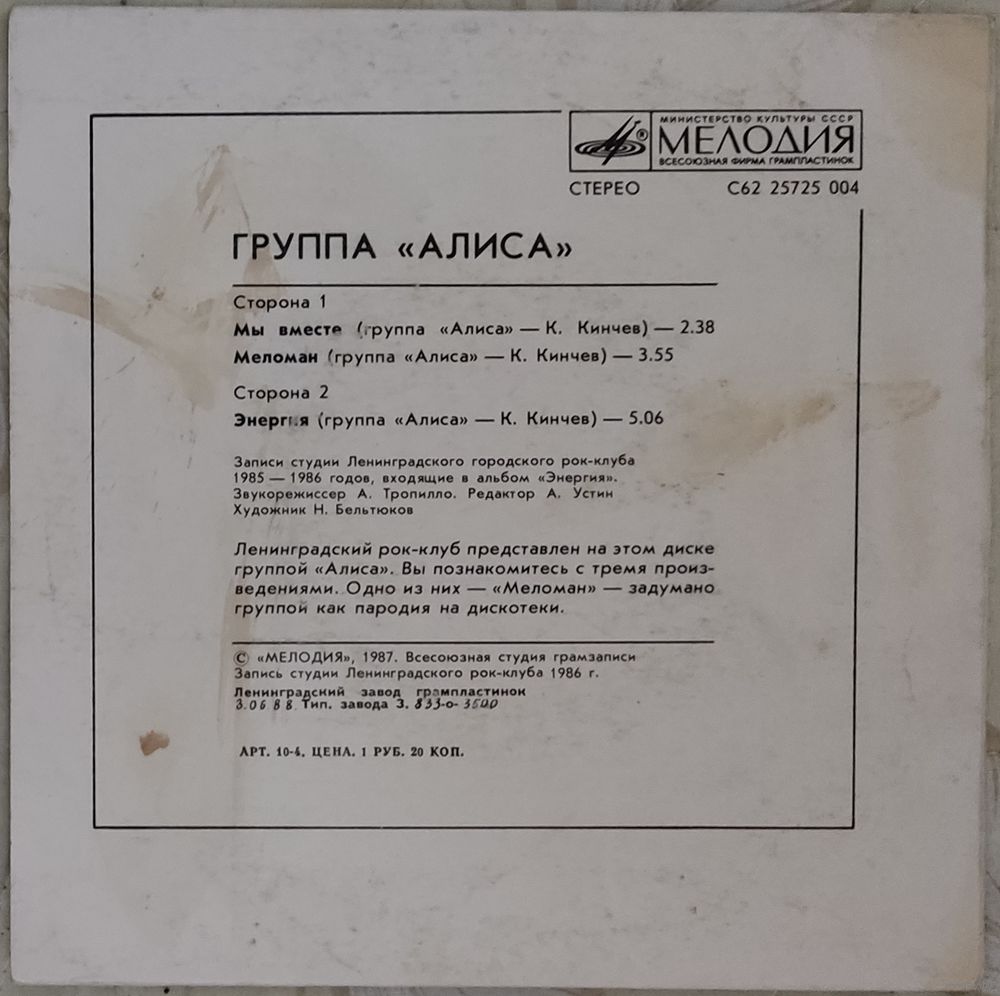 МИНИСТЕРСТВО КУЛЬТУРЫ СССР
МЕЛОДИЯ
ВСЕСОЮЗНАЯ ФИРМА ГРАМПЛАСТИНОК
СТЕРЕО С62 25725 004
ГРУППА «АЛИСА»
Сторона 1
Мы вместе (группа «Алиса» — К. Кинчев) — 2.38
Меломан (группа «Алиса» — К. Кинчев) — 3.55
Сторона 2
Энергия (группа «Алиса» — К. Кинчев) — 5.06
Записи студии Ленинградского городского рок-клуба
1985 — 1986 годов, входящие в альбом «Энергия».
Звукорежиссер А. Тропилло. Редактор А. Устин
Художник Н. Бельтюков
Ленинградский рок-клуб представлен на этом диске
группой «Алиса». Вы познакомитесь с тремя произ-
ведениями. Одно из них — «Меломан» — задумано
группой как пародия на дискотеки.
© «МЕЛОДИЯ», 1987. Всесоюзная студия грамзаписи
Запись студии Ленинградского рок-клуба 1986 г.
Ленинградский завод грампластинок
3.06 88 Тип. завода З. 833-о- 3500
АРТ. 10-4. ЦЕНА. 1 РУБ. 20 КОП.